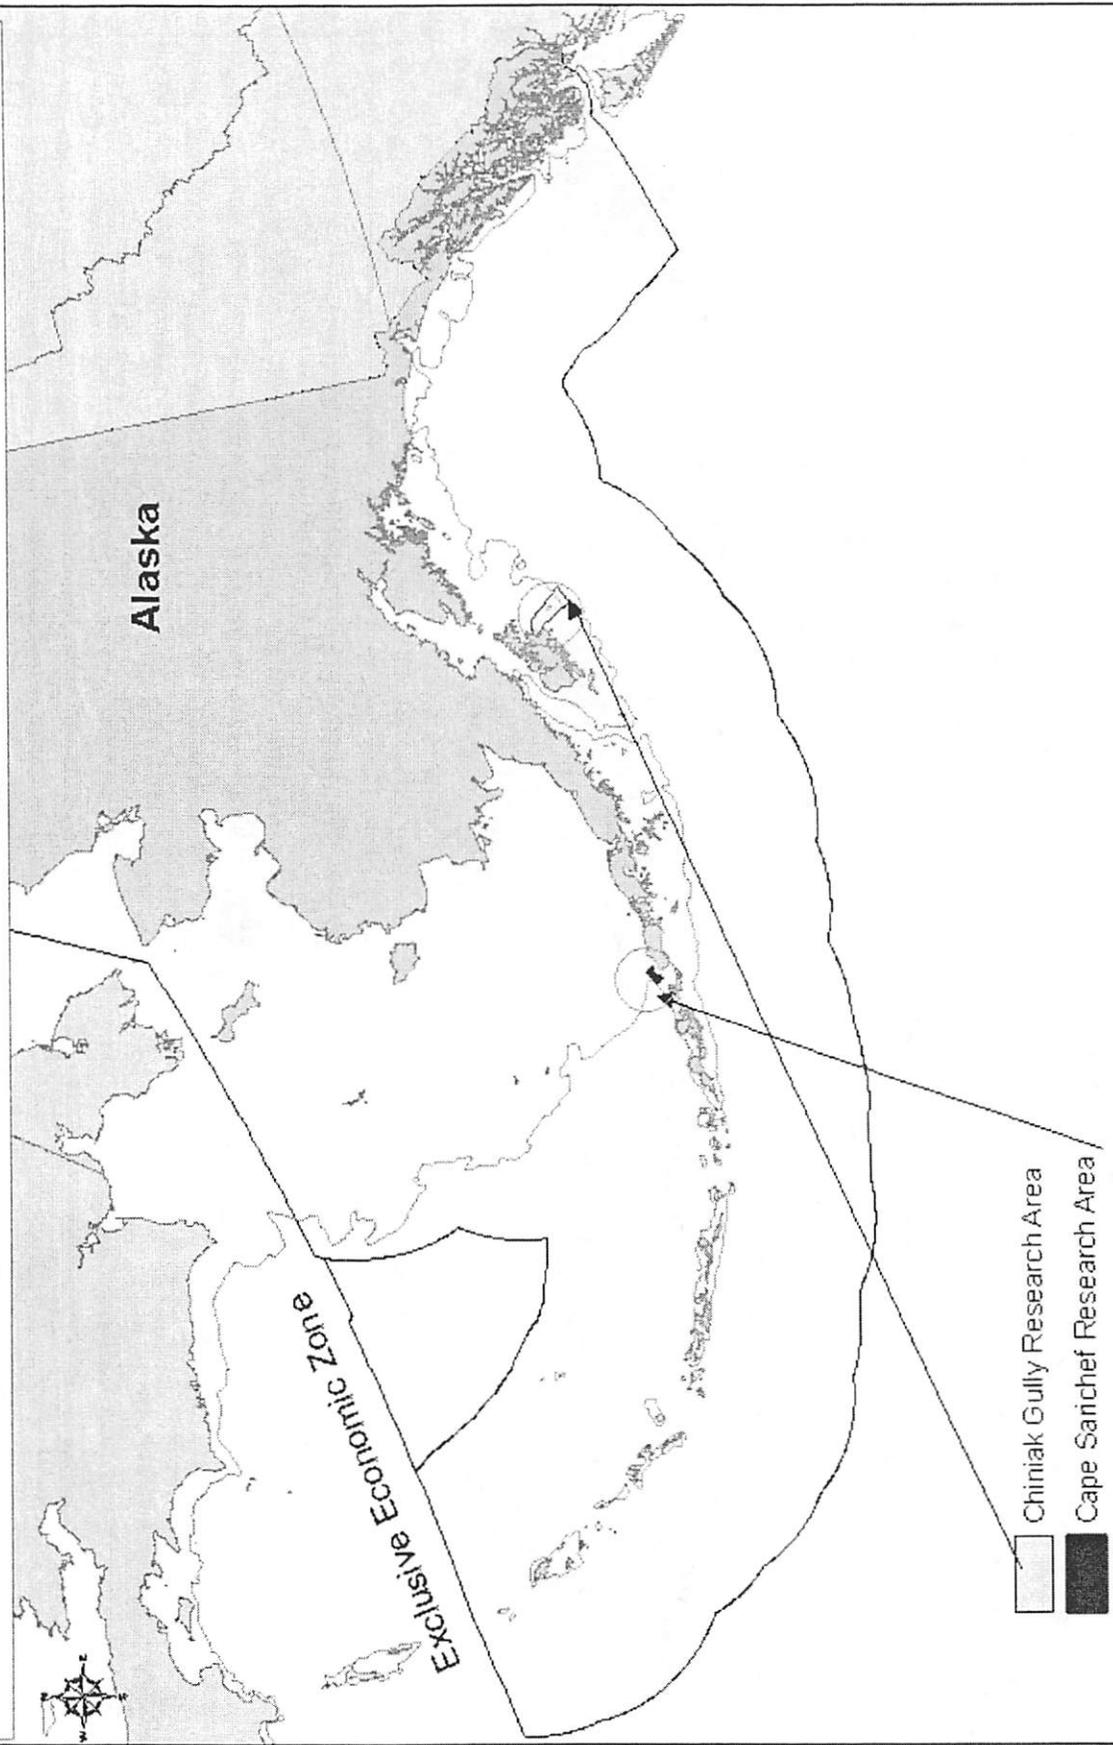 Alaska
Exclusive Economic Zone
Chiniak Gully Research Area
Cape Sarichef Research Area
W
E